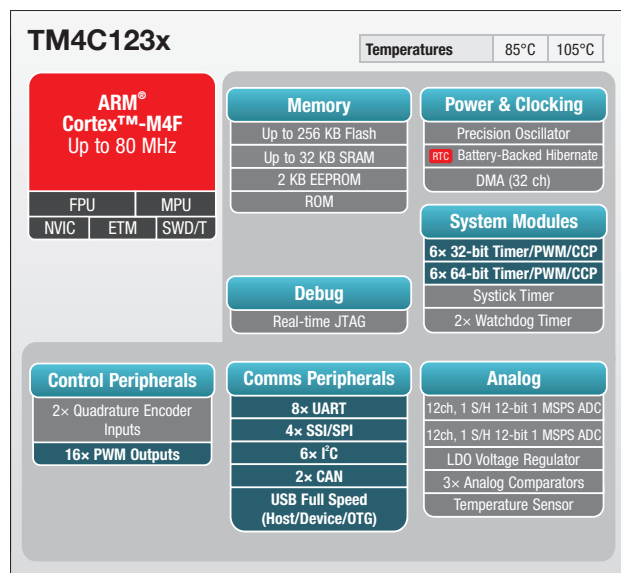 TM4C123x
Temperatures 85°C 105°C
ARM®
Cortex™-M4F
Up to 80 MHz
FPU MPU
NVIC ETM SWD/T
Memory
Up to 256 KB Flash
Up to 32 KB SRAM
2 KB EEPROM
ROM
Power & Clocking
Precision Oscillator
RTC Battery-Backed Hibernate
DMA (32 ch)
System Modules
6× 32-bit Timer/PWM/CCP
6× 64-bit Timer/PWM/CCP
Systick Timer
2× Watchdog Timer
Debug
Real-time JTAG
Control Peripherals
2× Quadrature Encoder
Inputs
16× PWM Outputs
Comms Peripherals
8× UART
4× SSI/SPI
6× I²C
2× CAN
USB Full Speed
(Host/Device/OTG)
Analog
12ch, 1 S/H 12-bit 1 MSPS ADC
12ch, 1 S/H 12-bit 1 MSPS ADC
LDO Voltage Regulator
3× Analog Comparators
Temperature Sensor